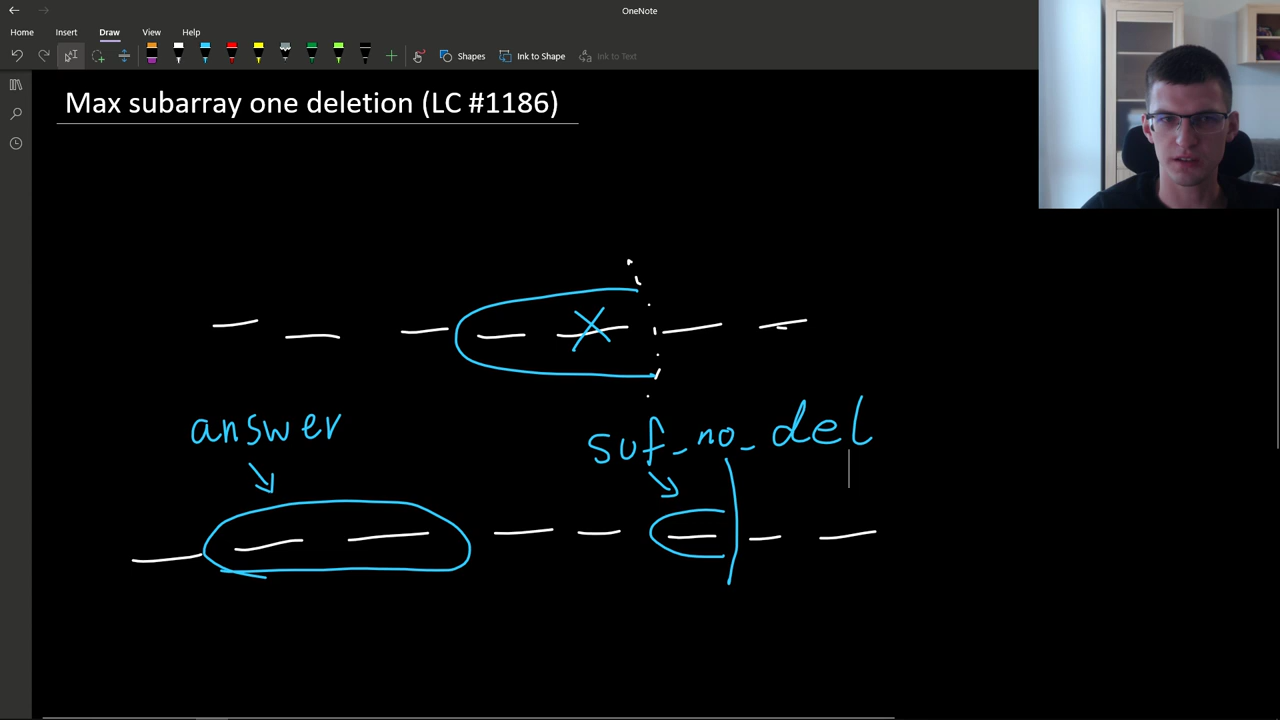 OneNote
Home Insert Draw View Help
Shapes Ink to Shape Ink to Text
Max subarray one deletion (LC #1186)
answer
suf_no_del